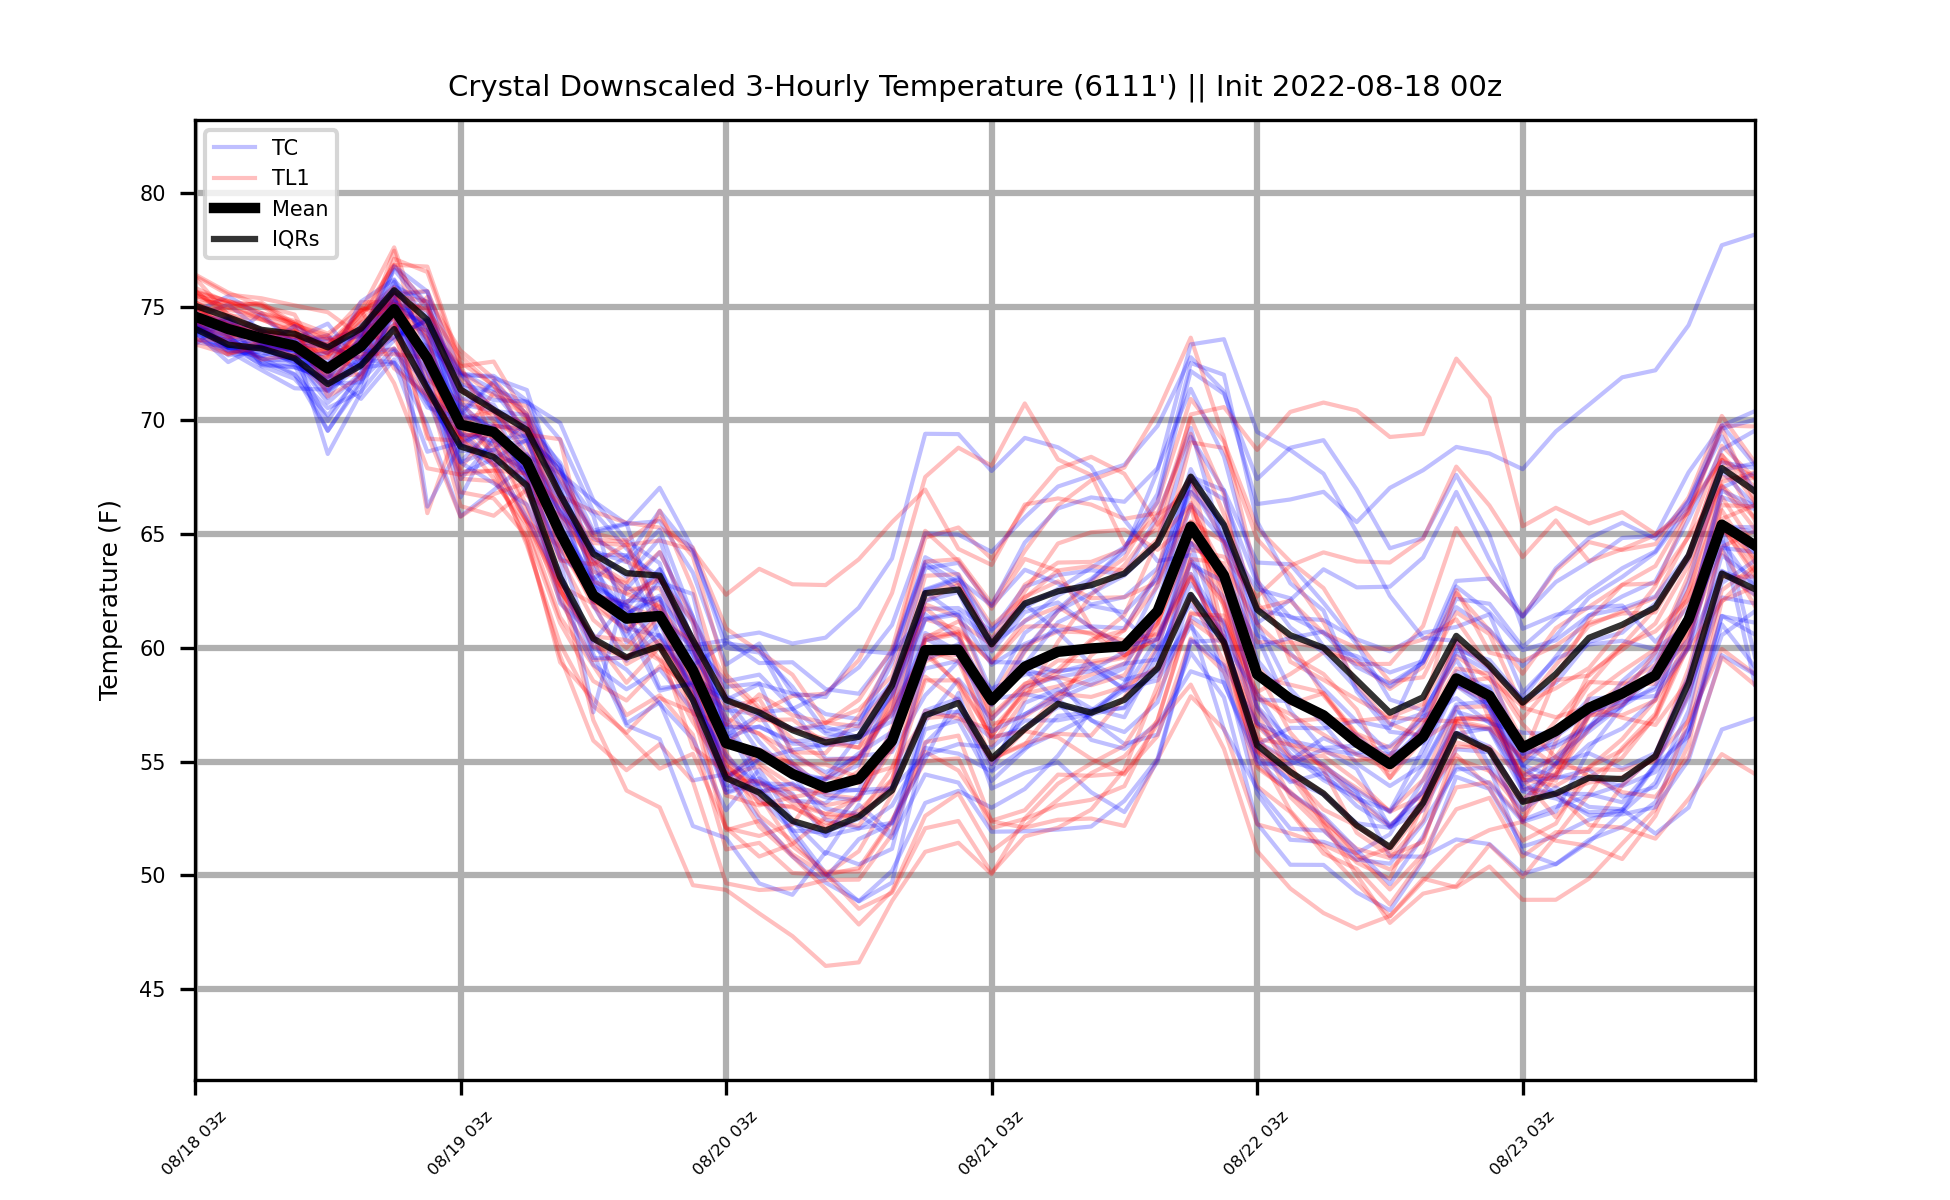 Crystal Downscaled 3-Hourly Temperature (6111') || Init 2022-08-18 00z
TC
TL1
Mean
IQRs
Temperature (F)
80
75
70
65
60
55
50
45
08/18 03z
08/19 03z
08/20 03z
08/21 03z
08/22 03z
08/23 03z